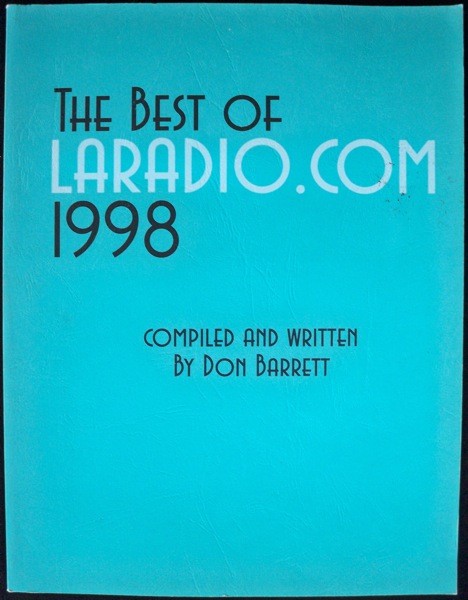 The Best of
LARADIO.COM
1998
compiled and written
By Don Barrett